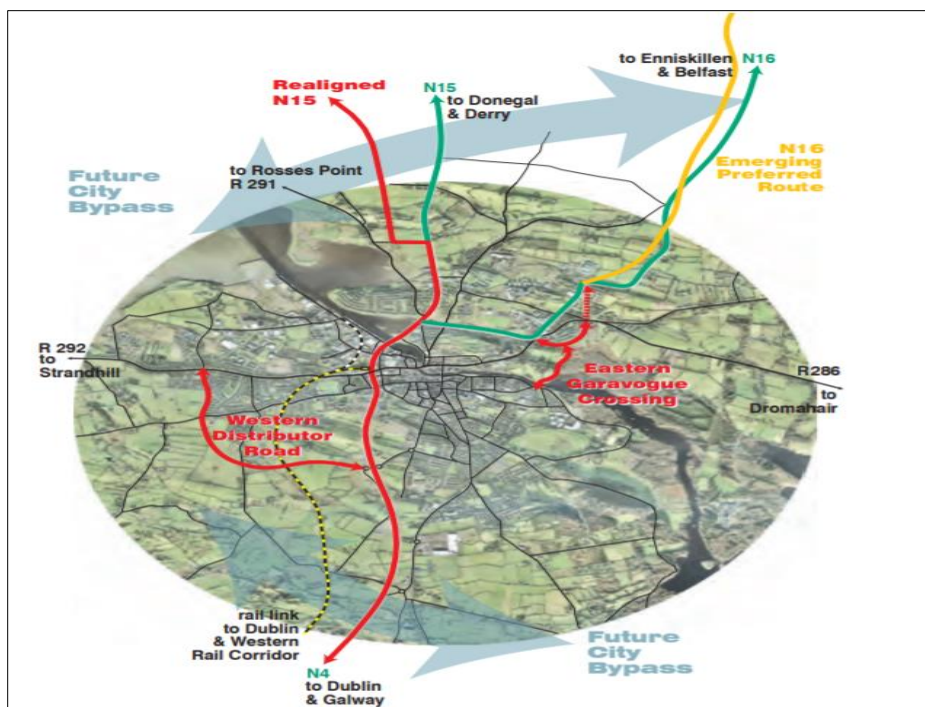 to Enniskillen
& Belfast
N16
Realigned
N15
N15
to Donegal
& Derry
N16
Emerging
Preferred
Route
Future
City
Bypass
to Rosses Point
R 291
R 292
to
Strandhill
Eastern
Garavogue
Crossing
R286
to
Dromahair
Western
Distributor
Road
rail link
to Dublin
& Western
Rail Corridor
Future
City
Bypass
N4
to Dublin
& Galway